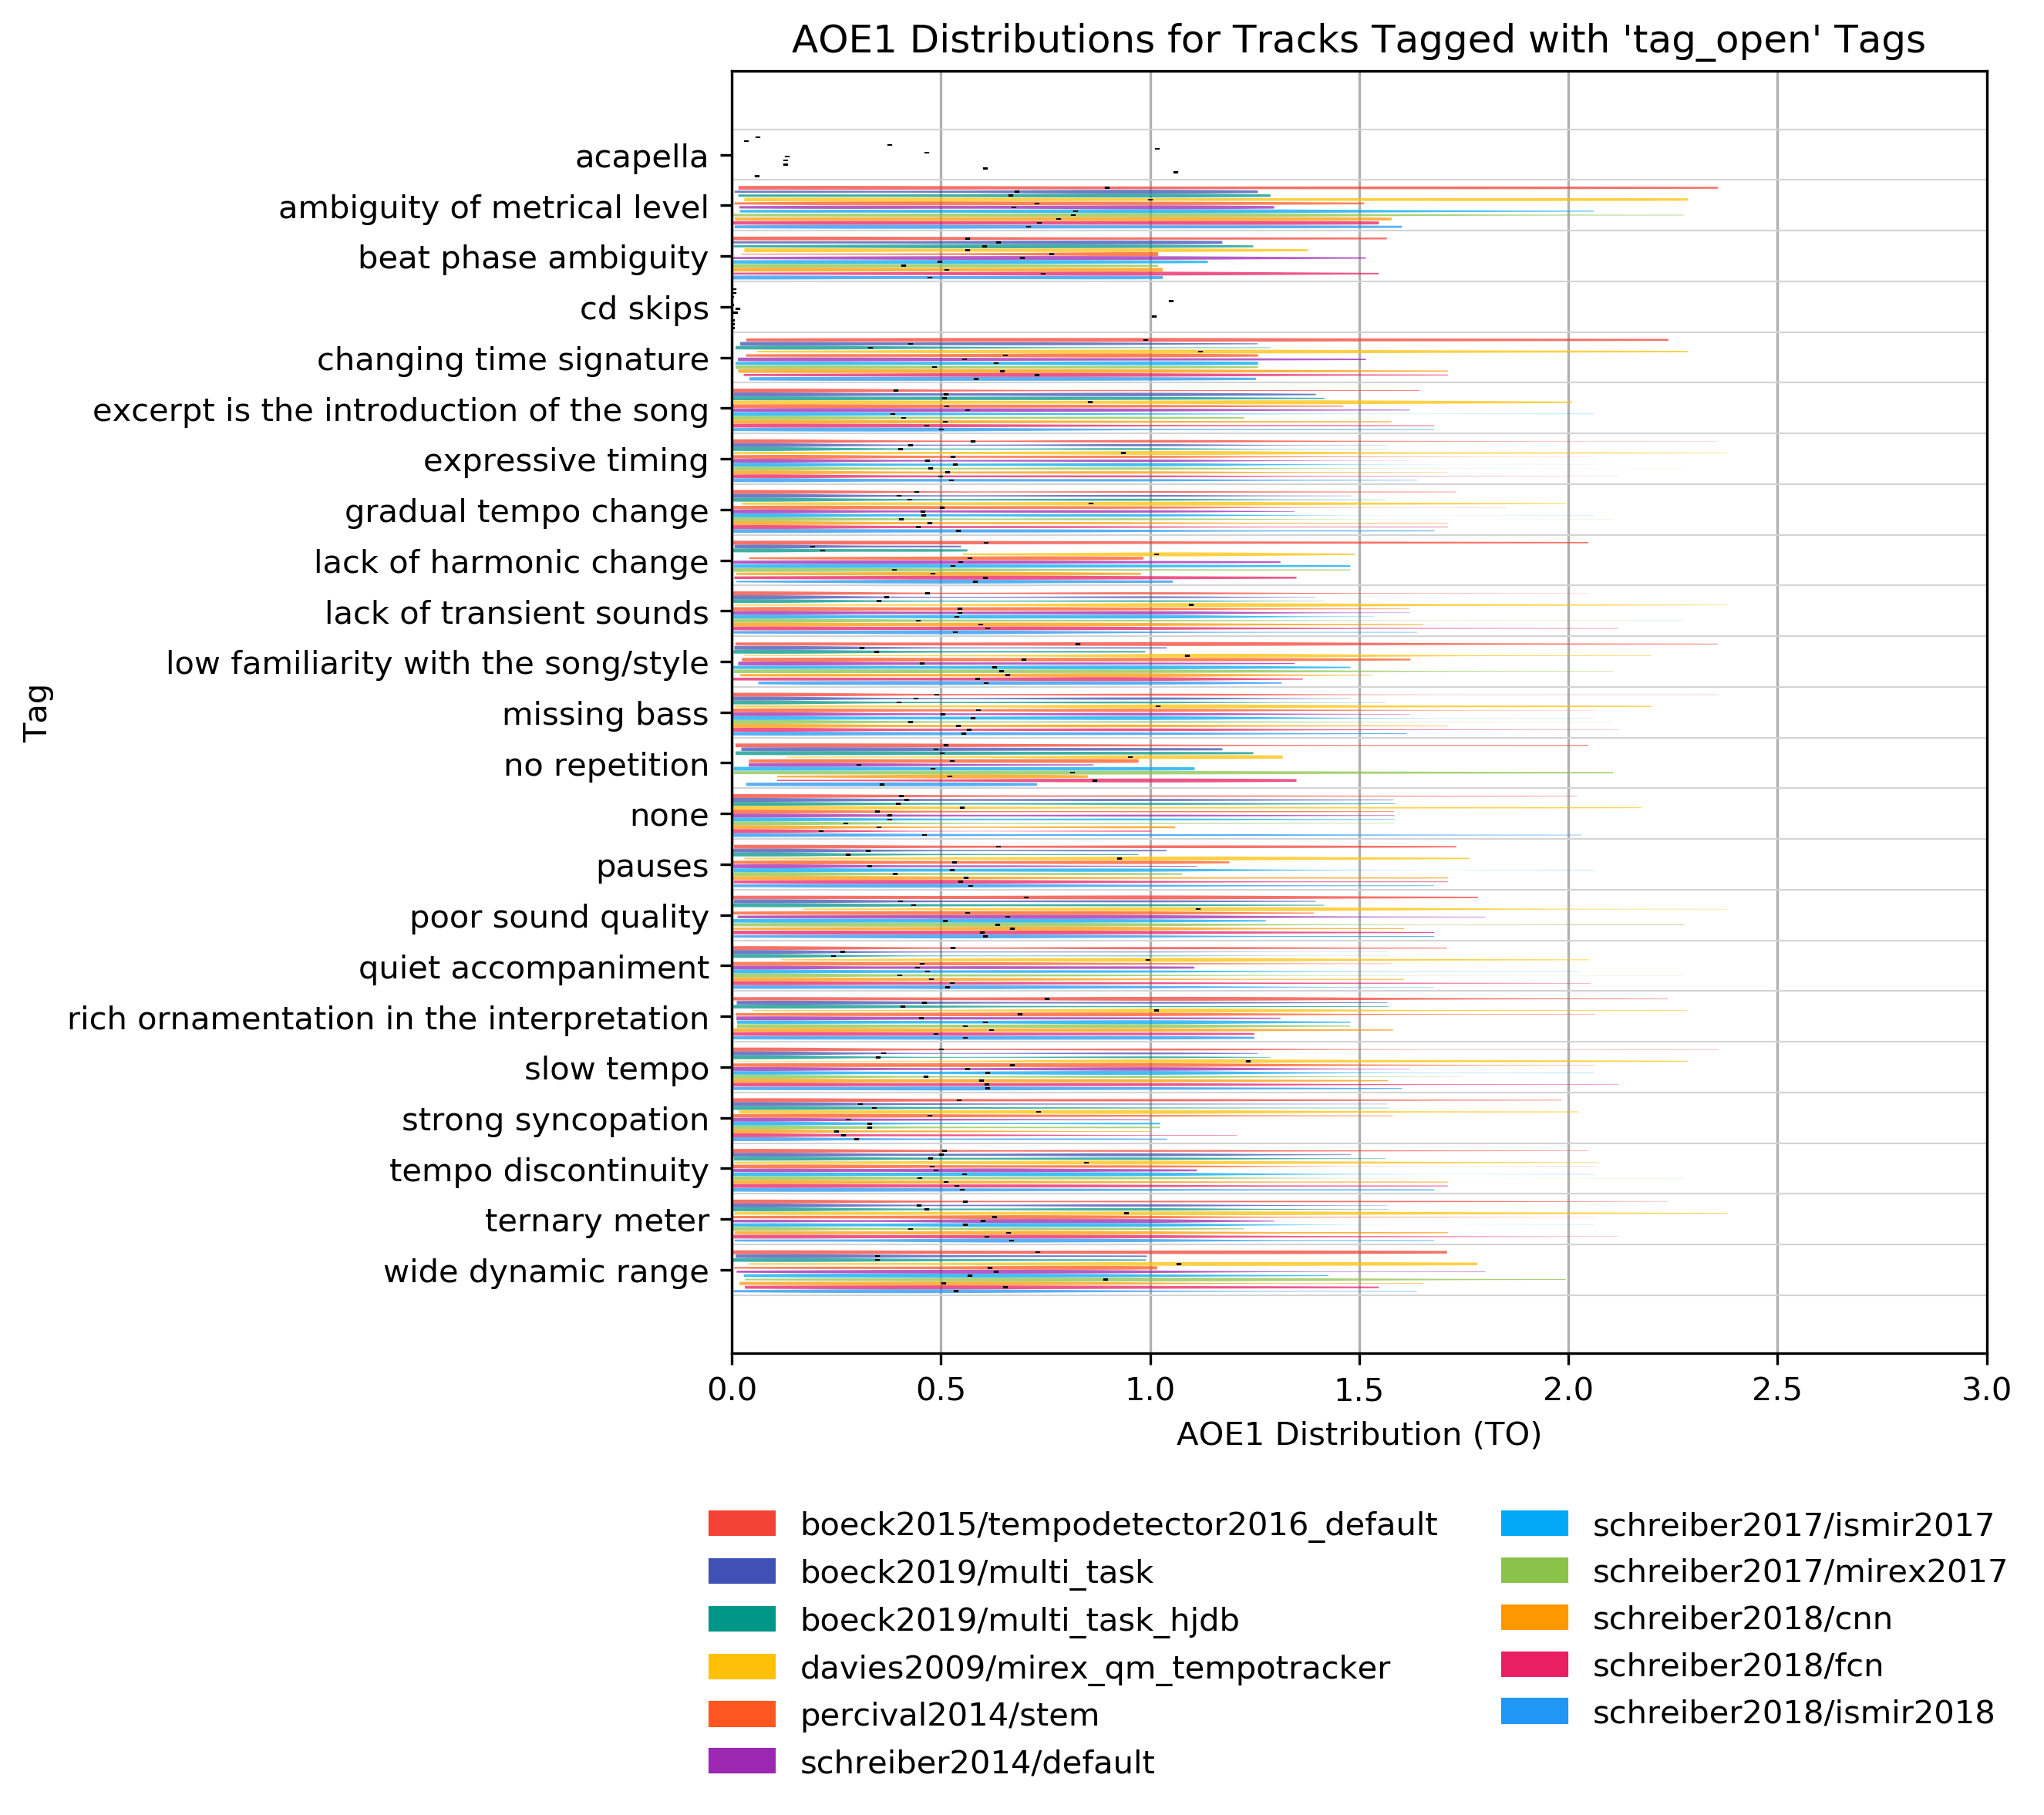 AOE1 Distributions for Tracks Tagged with 'tag_open' Tags
acapella
ambiguity of metrical level
beat phase ambiguity
cd skips
changing time signature
excerpt is the introduction of the song
expressive timing
gradual tempo change
lack of harmonic change
lack of transient sounds
low familiarity with the song/style
missing bass
no repetition
none
pauses
poor sound quality
quiet accompaniment
rich ornamentation in the interpretation
slow tempo
strong syncopation
tempo discontinuity
ternary meter
wide dynamic range
Tag
0.0 0.5 1.0 1.5 2.0 2.5 3.0
AOE1 Distribution (TO)
boeck2015/tempodetector2016_default
boeck2019/multi_task
boeck2019/multi_task_hjdb
davies2009/mirex_qm_tempotracker
percival2014/stem
schreiber2014/default
schreiber2017/ismir2017
schreiber2017/mirex2017
schreiber2018/cnn
schreiber2018/fcn
schreiber2018/ismir2018